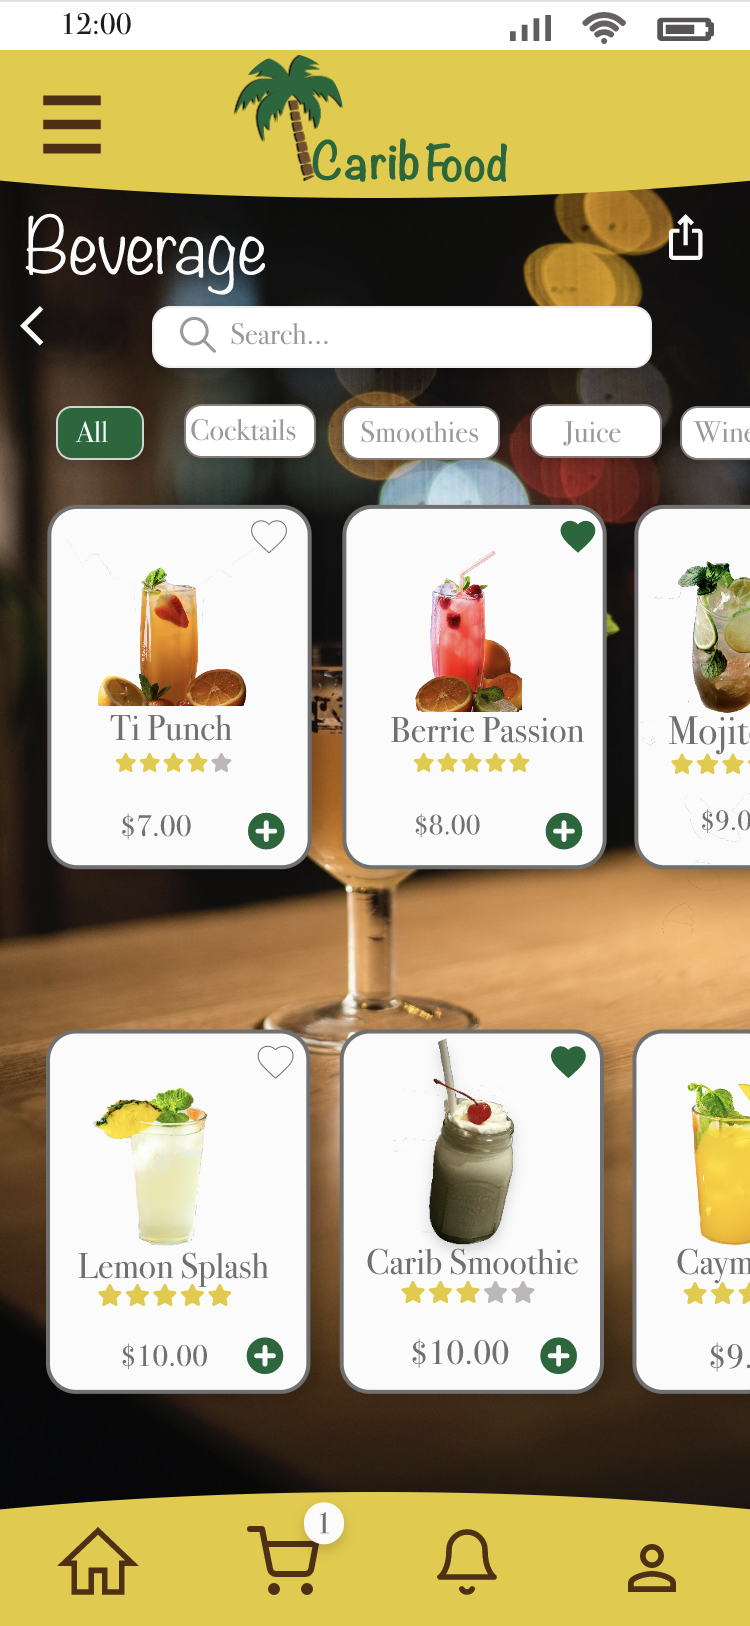 12:00
Carib Food
Beverage
Search...
All Cocktails Smoothies Juice Wine
Ti Punch Berrie Passion Mojit
$7.00 $8.00 $9.0
Lemon Splash Carib Smoothie Caym
$10.00 $10.00 $9.
1